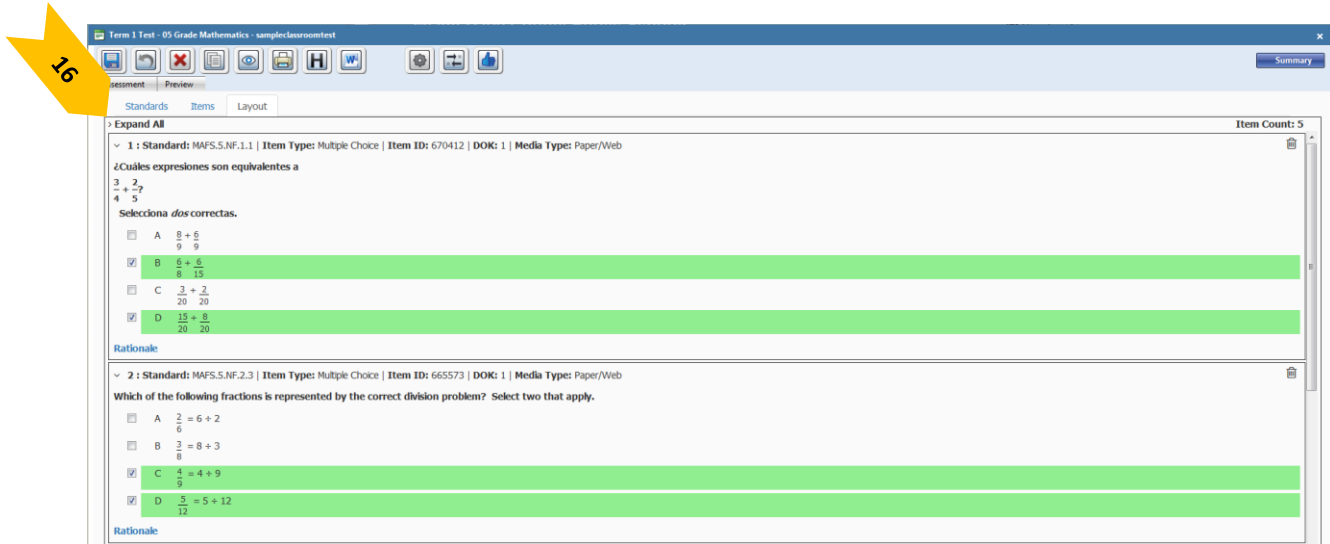 Term 1 Test - 05 Grade Mathematics - sampleclassroomtest
x
16
H
W
Summary
sessment Preview
Standards Items Layout
› Expand All Item Count: 5
1 : Standard: MAFS.5.NF.1.1 | Item Type: Multiple Choice | Item ID: 670412 | DOK: 1 | Media Type: Paper/Web
¿Cuáles expresiones son equivalentes a
3/4 + 2/5?
Selecciona dos correctas.
A 8/9 + 6/9
B 6/8 + 6/15
C 3/20 + 2/20
D 15/20 + 8/20
Rationale
2 : Standard: MAFS.5.NF.2.3 | Item Type: Multiple Choice | Item ID: 665573 | DOK: 1 | Media Type: Paper/Web
Which of the following fractions is represented by the correct division problem? Select two that apply.
A 2/6 = 6 ÷ 2
B 3/8 = 8 ÷ 3
C 4/9 = 4 ÷ 9
D 5/12 = 5 ÷ 12
Rationale